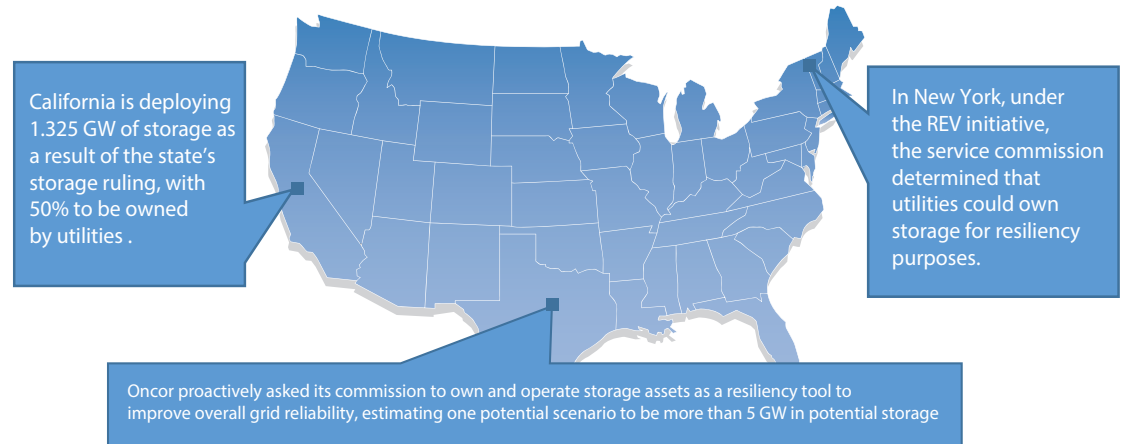 California is deploying
1.325 GW of storage as
a result of the state's
storage ruling, with
50% to be owned
by utilities .
In New York, under
the REV initiative,
the service commission
determined that
utilities could own
storage for resiliency
purposes.
Oncor proactively asked its commission to own and operate storage assets as a resiliency tool to
improve overall grid reliability, estimating one potential scenario to be more than 5 GW in potential storage